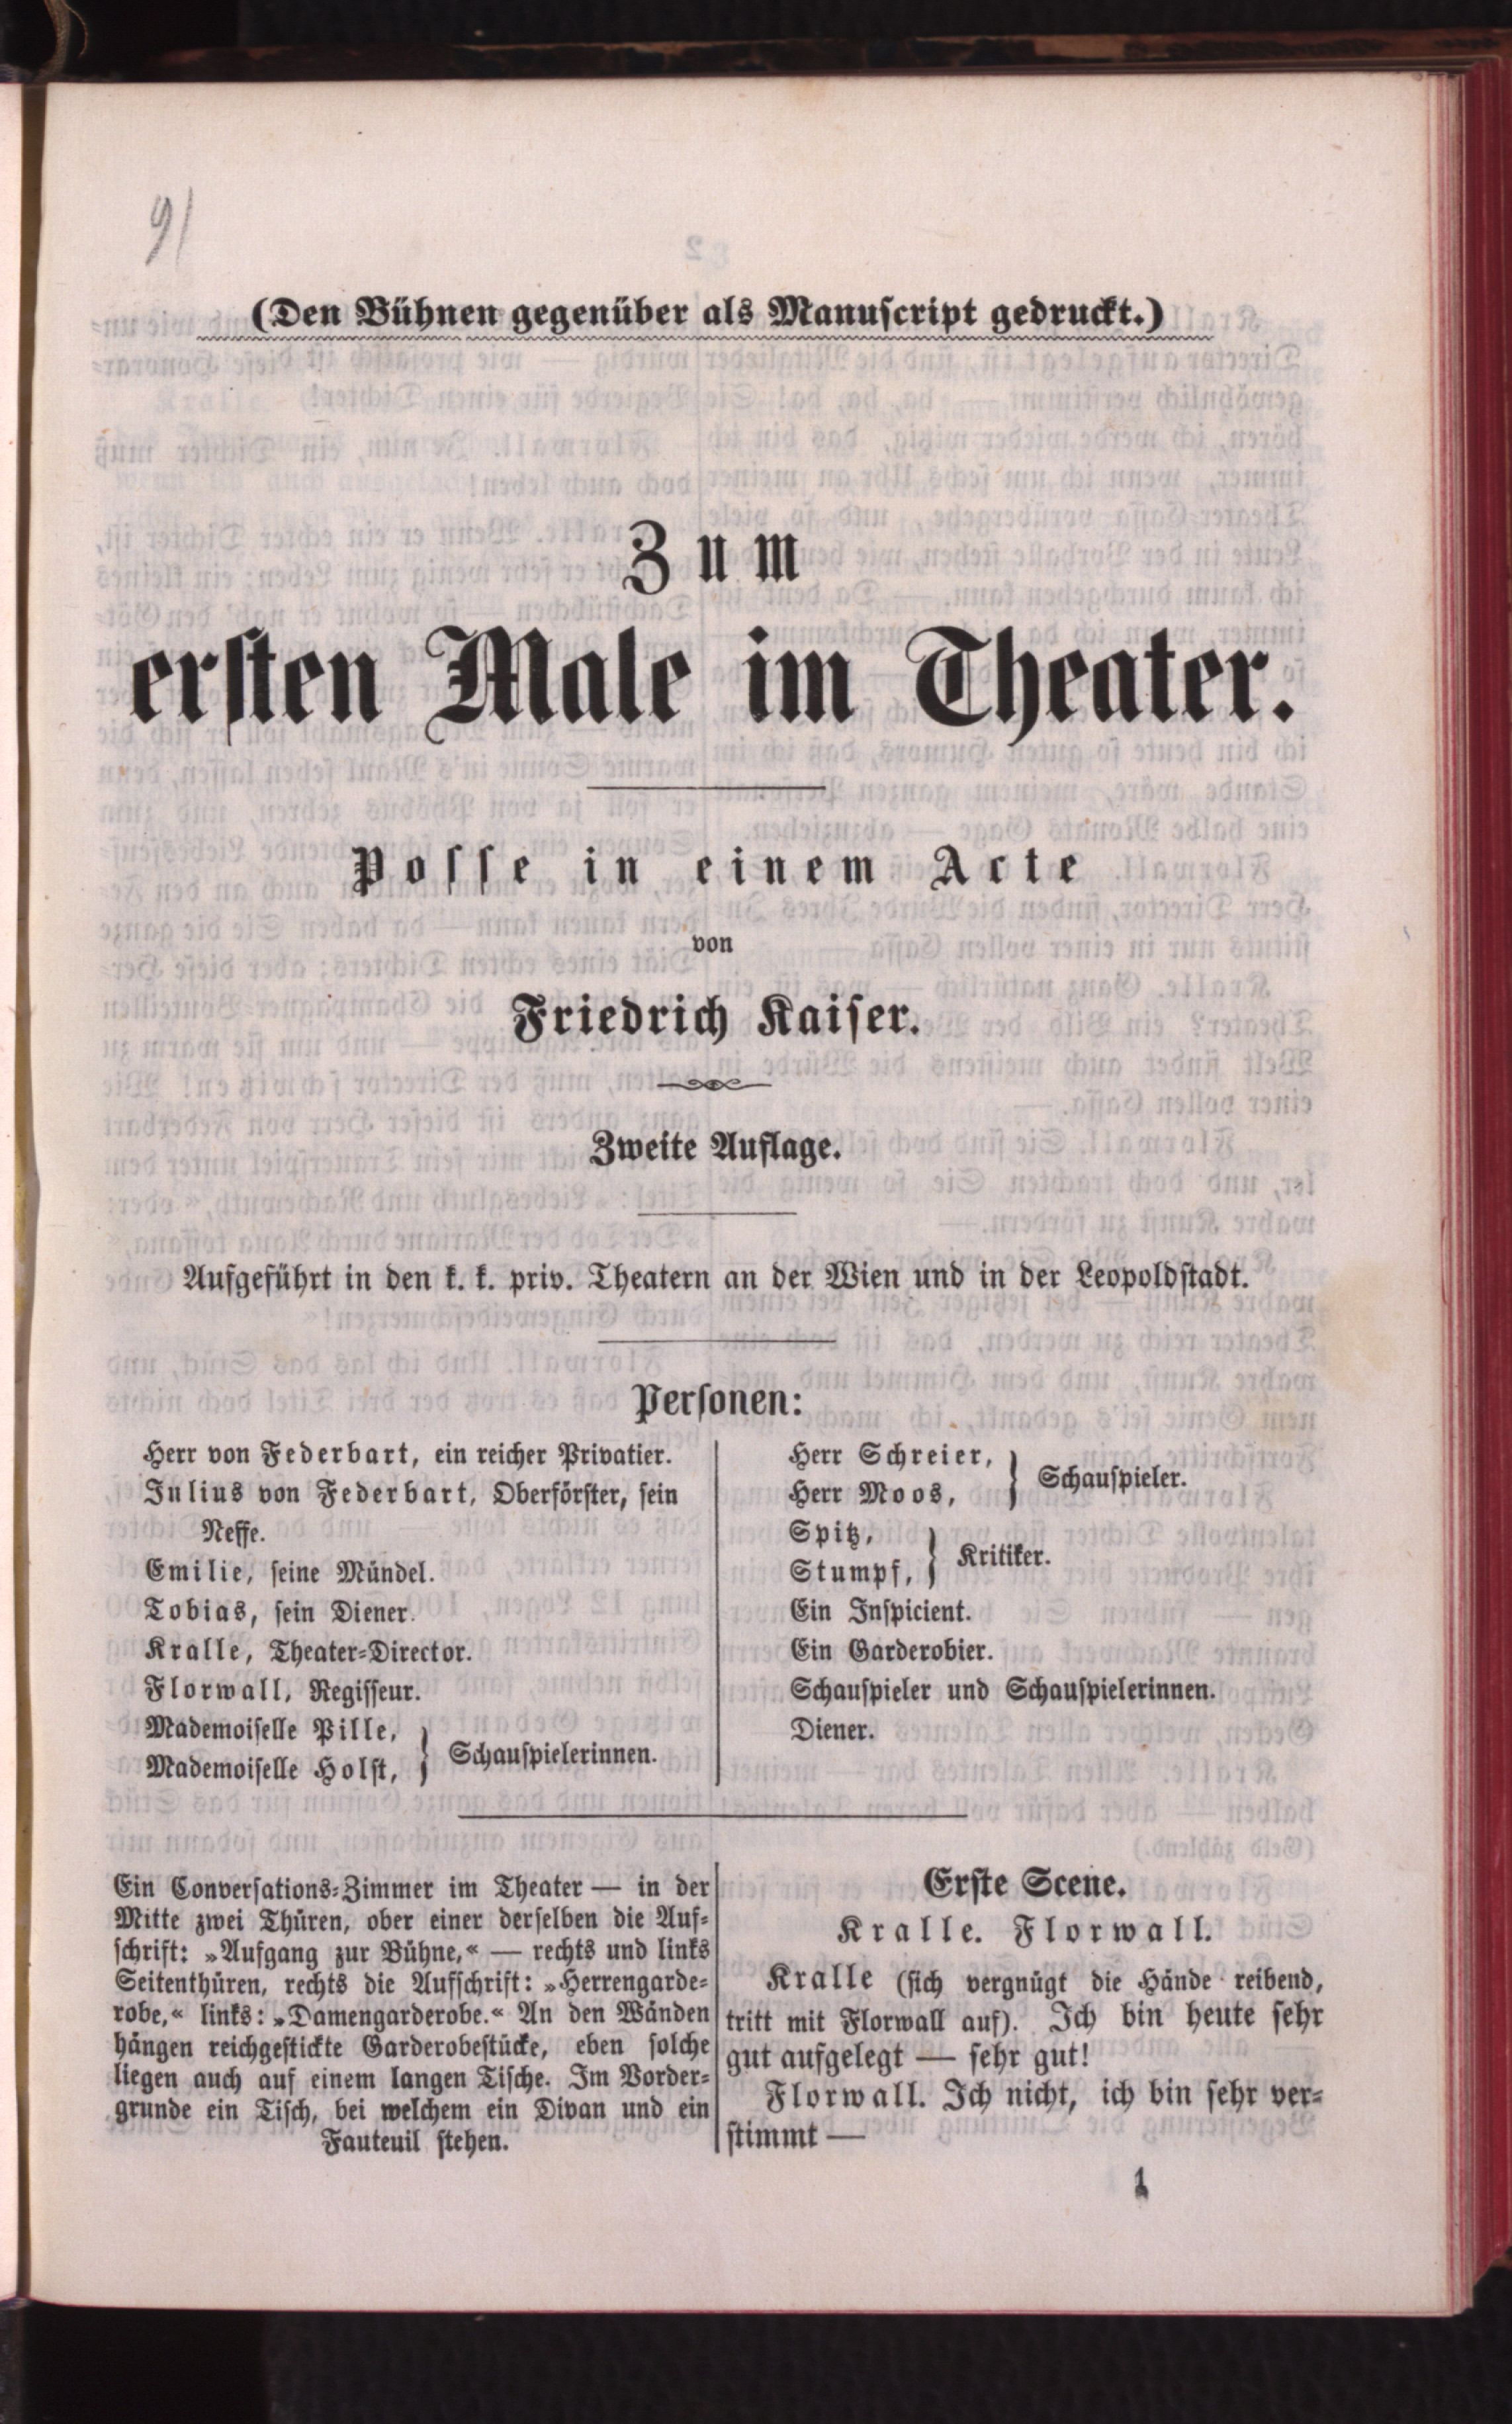 91
(Den Bühnen gegenüber als Manuſcript gedruckt.)
Zum
erſten Male im Theater.
Poſſe in einem Acte
von
Friedrich Kaiſer.
Zweite Auflage.
Aufgeführt in den k. k. priv. Theatern an der Wien und in der Leopoldſtadt.
Perſonen:
Herr von Federbart, ein reicher Privatier.
Julius von Federbart, Oberförſter, ſein
Neffe.
Emilie, ſeine Mündel.
Tobias, ſein Diener.
Kralle, Theater-Director.
Florwall, Regiſſeur.
Mademoiſelle Pille,
Mademoiſelle Holſt,
} Schauſpielerinnen.
Herr Schreier,
Herr Moos,
} Schauſpieler.
Spitz,
Stumpf,
} Kritiker.
Ein Inſpicient.
Ein Garderobier.
Schauſpieler und Schauſpielerinnen.
Diener.
Ein Converſations-Zimmer im Theater — in der
Mitte zwei Thüren, ober einer derſelben die Auf-
ſchrift: »Aufgang zur Bühne,« — rechts und links
Seitenthüren, rechts die Aufſchrift: »Herrengarde-
robe,« links: »Damengarderobe.« An den Wänden
hängen reichgeſtickte Garderobeſtücke, eben ſolche
liegen auch auf einem langen Tiſche. Im Vorder-
grunde ein Tiſch, bei welchem ein Divan und ein
Fauteuil ſtehen.
Erſte Scene.
Kralle. Florwall.
Kralle (ſich vergnügt die Hände reibend,
tritt mit Florwall auf). Ich bin heute ſehr
gut aufgelegt — ſehr gut!
Florwall. Ich nicht, ich bin ſehr ver-
ſtimmt —
1